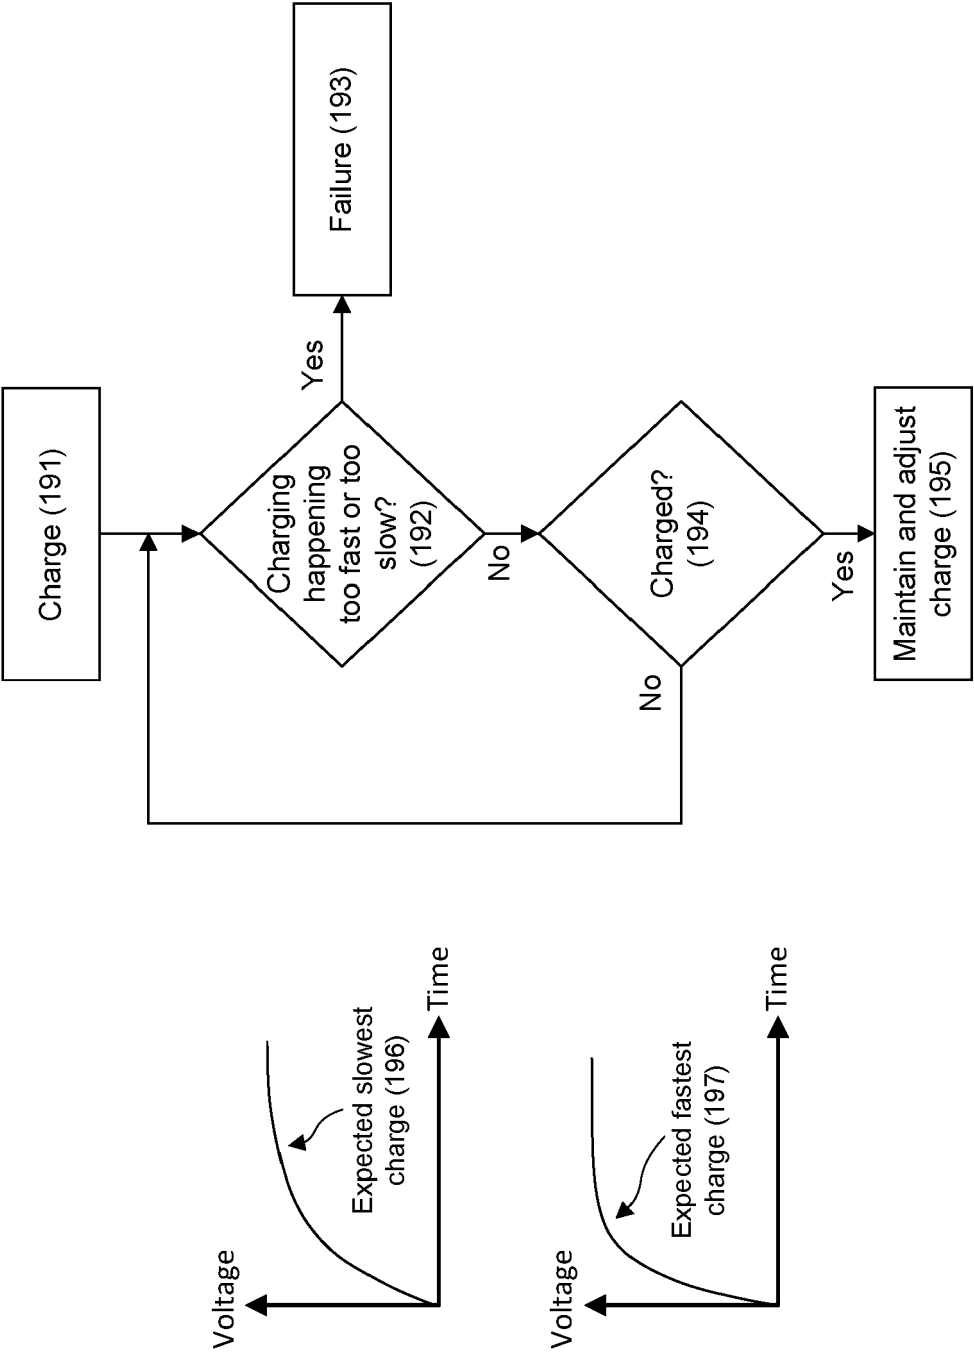 Charge (191)
Charging
happening
too fast or too
slow?
(192)
Yes
Failure (193)
No
Charged?
(194)
No
Yes
Maintain and adjust
charge (195)
Voltage
Expected slowest
charge (196)
Time
Voltage
Expected fastest
charge (197)
Time